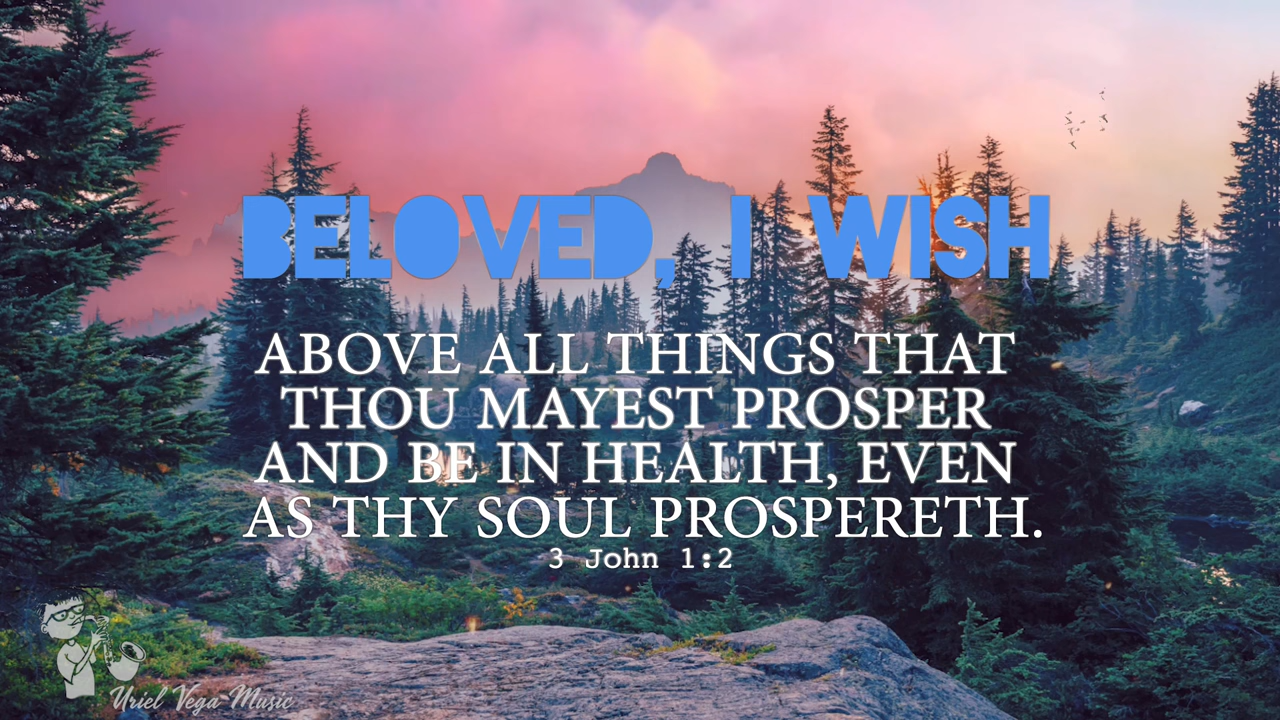 BELOVED, I WISH
ABOVE ALL THINGS THAT
THOU MAYEST PROSPER
AND BE IN HEALTH, EVEN
AS THY SOUL PROSPERETH.
3 John 1:2
Uriel Vega Music